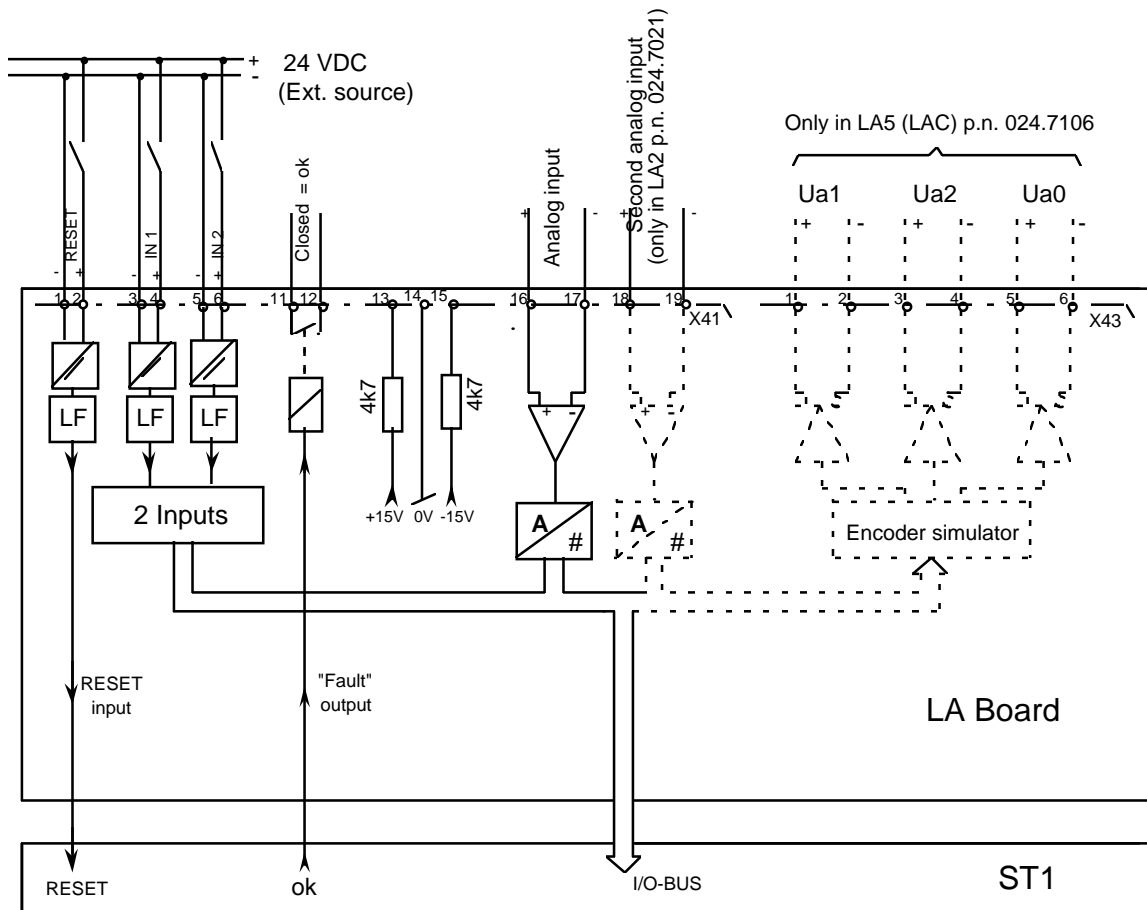 + 24 VDC
- (Ext. source)
Only in LA5 (LAC) p.n. 024.7106
Second analog input
(only in LA2 p.n. 024.7021)
Closed = ok
Analog input
Ua1 Ua2 Ua0
+ - + - + - + - + -
RESET IN 1 IN 2
- + - + - +
1 2 3 4 5 6 11 12 13 14 15 16 17 18 19 X41 1 2 3 4 5 6 X43
4k7 4k7
+ - + -
LF LF LF
+15V 0V -15V
2 Inputs
A # A #
Encoder simulator
RESET
input
"Fault"
output
LA Board
RESET ok I/O-BUS ST1